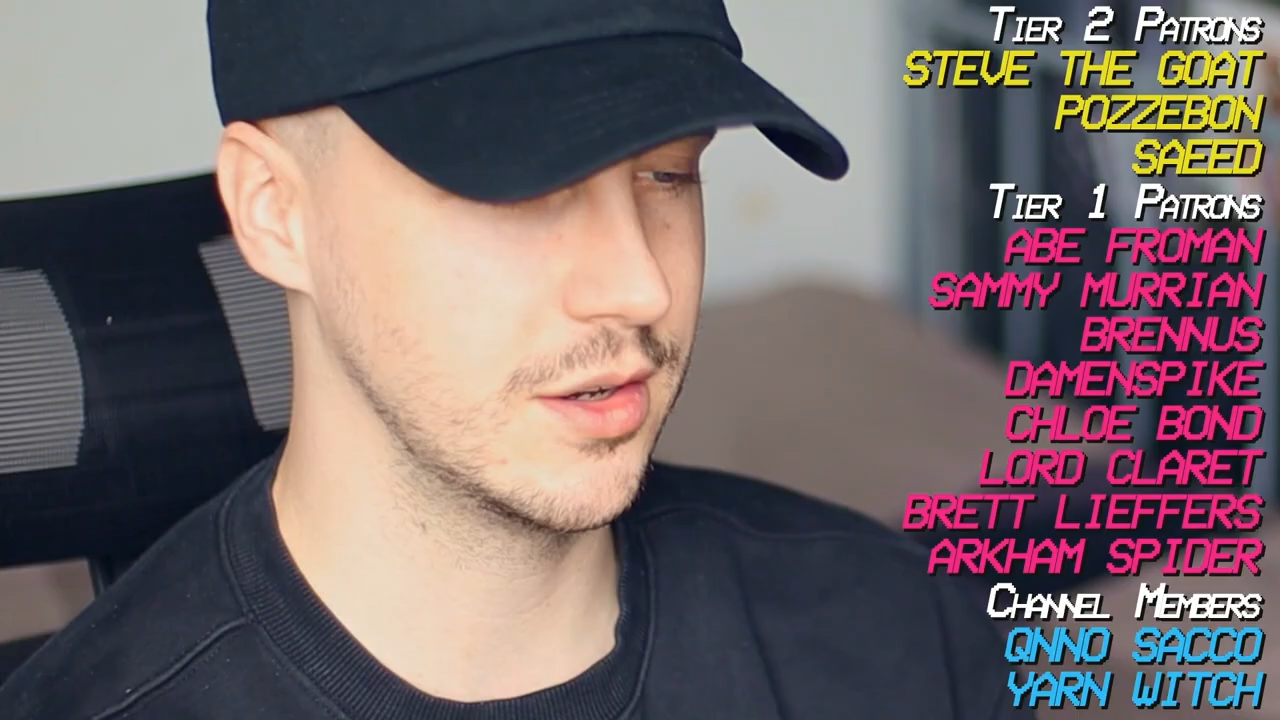 Tier 2 Patrons
STEVE THE GOAT
POZZEBON
SAEED
Tier 1 Patrons
ABE FROMAN
SAMMY MURRIAN
BRENNUS
DAMENSPIKE
CHLOE BOND
LORD CLARET
BRETT LIEFFERS
ARKHAM SPIDER
Channel Members
QNNO SACCO
YARN WITCH